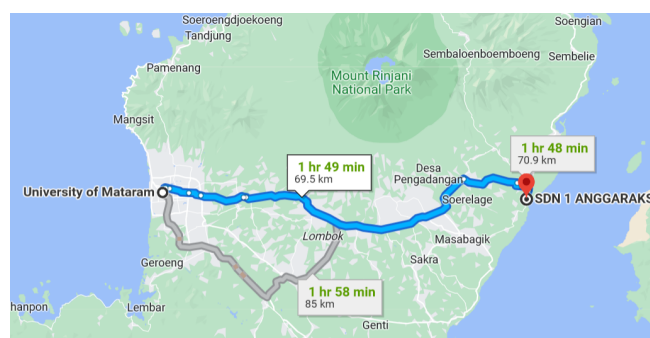 Soeroengdjoekoeng
Tandjung
Soengian
Sembaloenboemboeng
Sembelie
Pamenang
Mount Rinjani
National Park
Mangsit
1 hr 48 min
70.9 km
1 hr 49 min
69.5 km
Desa
Pengadangan
University of Mataram
SDN 1 ANGGARAKS
Soerelage
Lombok
Masabagik
Geroeng
Sakra
1 hr 58 min
85 km
hanpon
Lembar
Genti